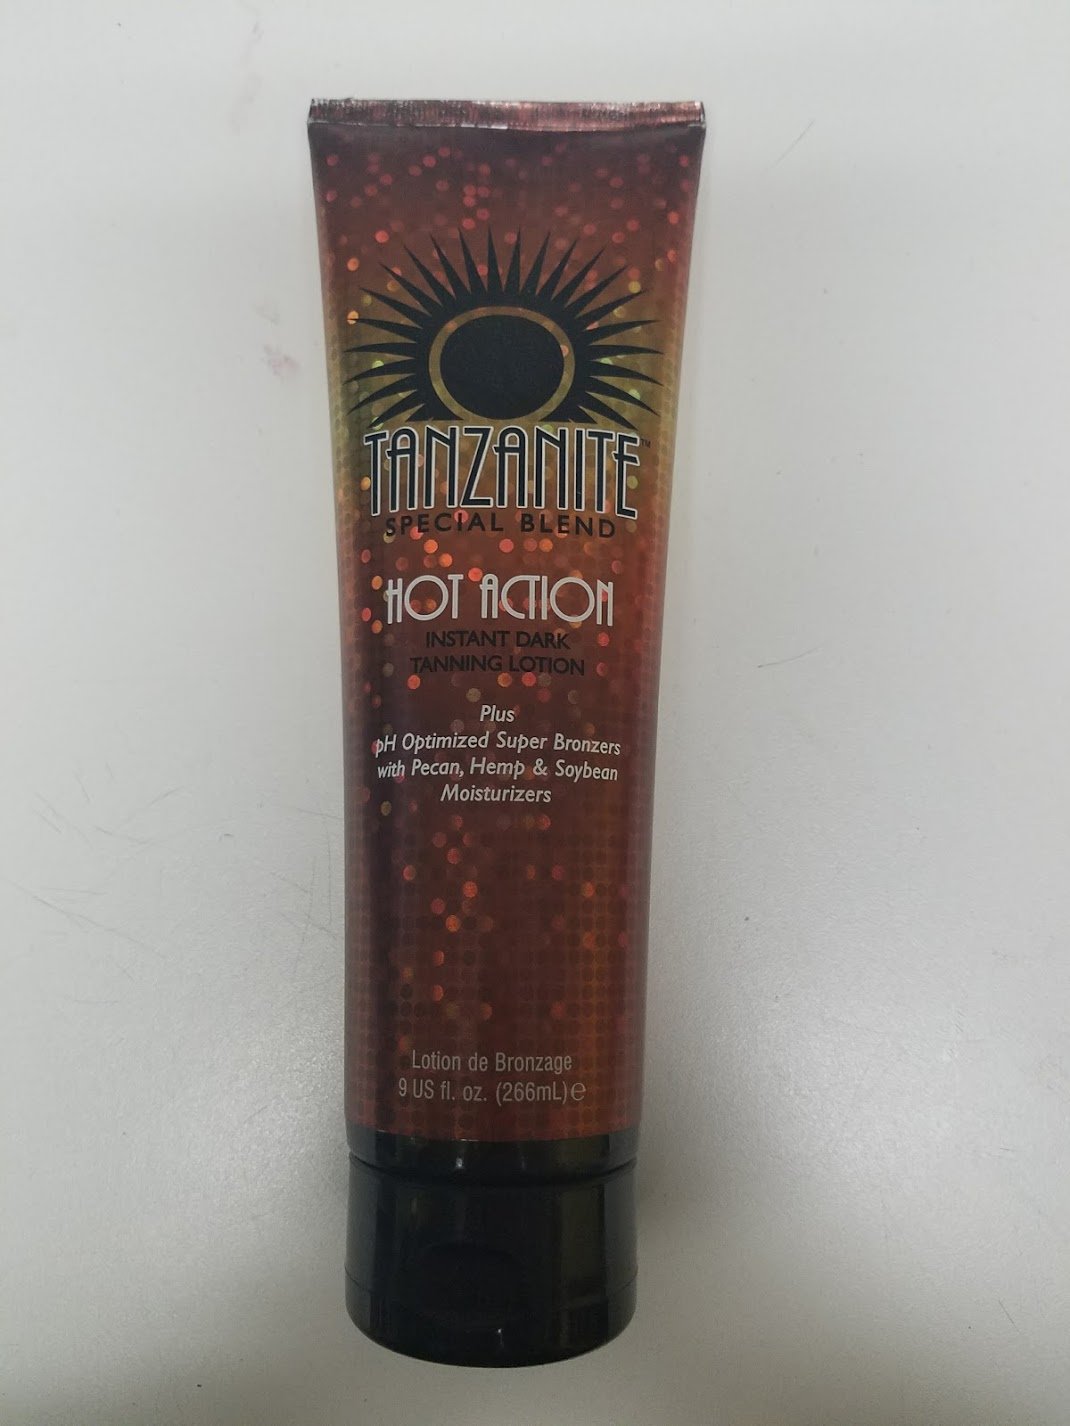 TANZANITE™
SPECIAL BLEND
HOT ACTION
INSTANT DARK
TANNING LOTION
Plus
pH Optimized Super Bronzers
with Pecan, Hemp & Soybean
Moisturizers
Lotion de Bronzage
9 US fl. oz. (266mL)℮